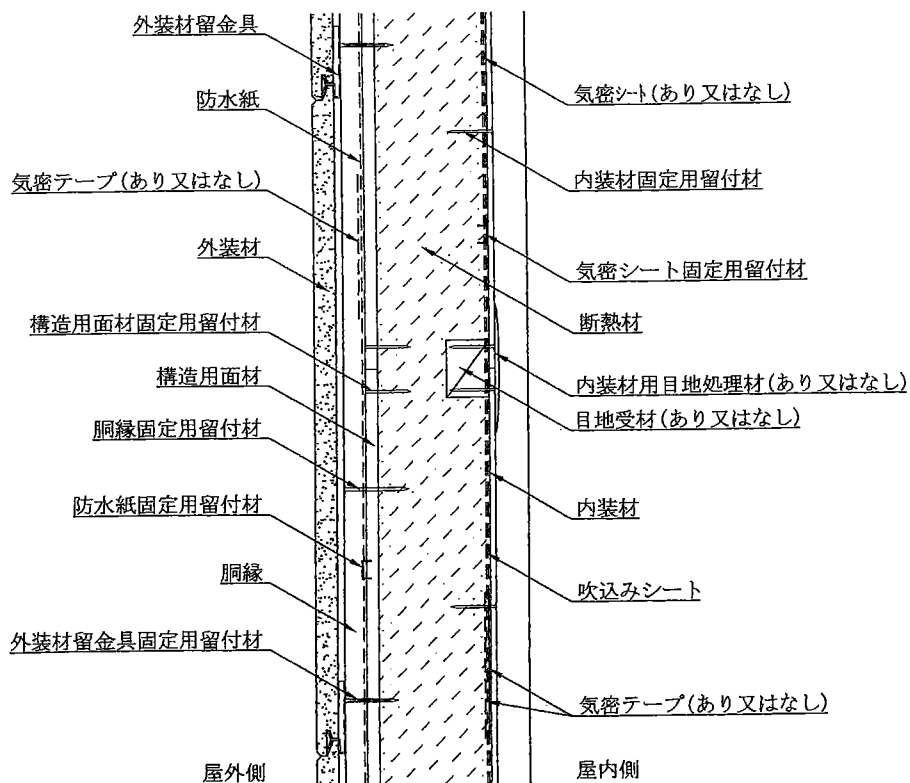 外装材留金具
防水紙
気密テープ(あり又はなし)
外装材
構造用面材固定用留付材
構造用面材
胴縁固定用留付材
防水紙固定用留付材
胴縁
外装材留金具固定用留付材
屋外側
気密シート(あり又はなし)
内装材固定用留付材
気密シート固定用留付材
断熱材
内装材用目地処理材(あり又はなし)
目地受材(あり又はなし)
内装材
吹込みシート
気密テープ(あり又はなし)
屋内側